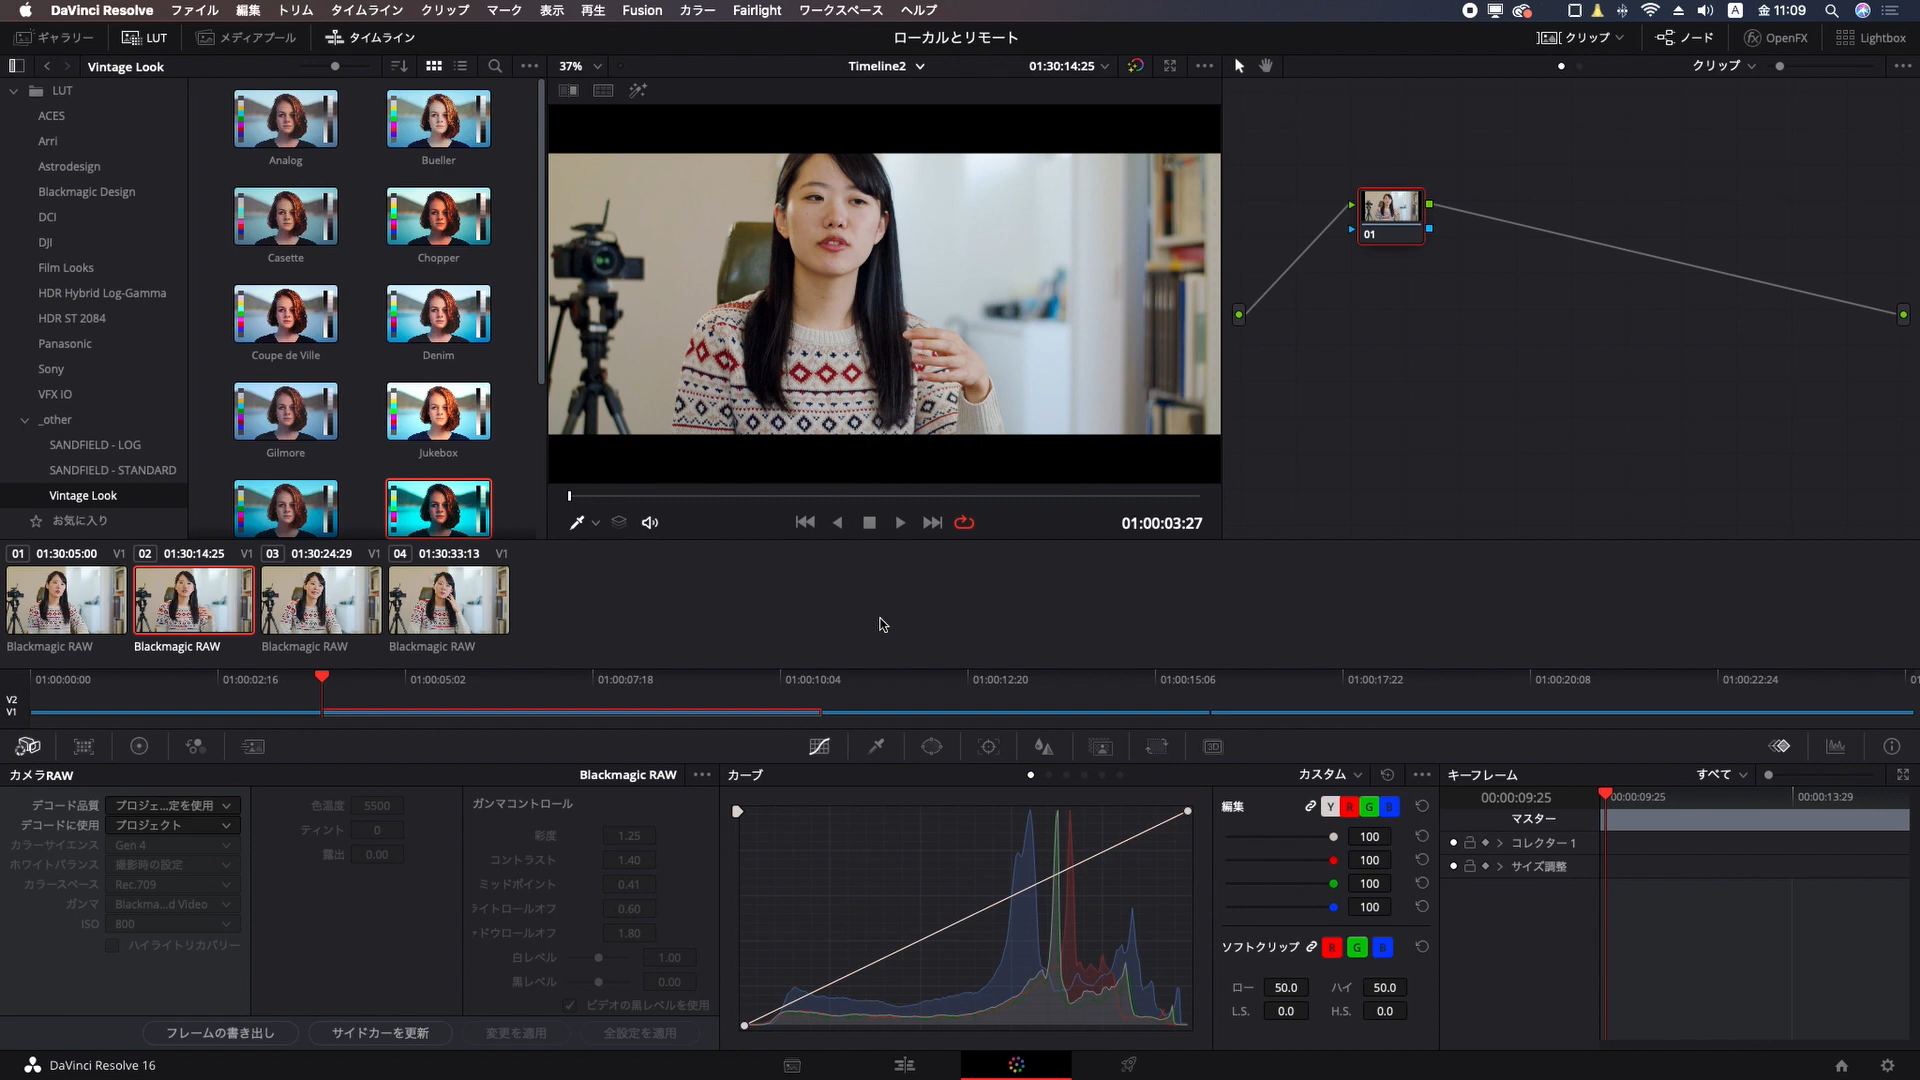 DaVinci Resolve ファイル 編集 トリム タイムライン クリップ マーク 表示 再生 Fusion カラー Fairlight ワークスペース ヘルプ
A 金 11:09
ギャラリー LUT メディアプール タイムライン
ローカルとリモート
クリップ ノード OpenFX Lightbox
Vintage Look
37% Timeline2 01:30:14:25
クリップ
LUT
ACES
Arri
Astrodesign
Blackmagic Design
DCI
DJI
Film Looks
HDR Hybrid Log-Gamma
HDR ST 2084
Panasonic
Sony
VFX IO
_other
SANDFIELD - LOG
SANDFIELD - STANDARD
Vintage Look
お気に入り
Analog Bueller
Casette Chopper
Coupe de Ville Denim
Gilmore Jukebox
01
01:00:03:27
01 01:30:05:00 V1 02 01:30:14:25 V1 03 01:30:24:29 V1 04 01:30:33:13 V1
Blackmagic RAW Blackmagic RAW Blackmagic RAW Blackmagic RAW
01:00:00:00 01:00:02:16 01:00:05:02 01:00:07:18 01:00:10:04 01:00:12:20 01:00:15:06 01:00:17:22 01:00:20:08 01:00:22:24 01
V2
V1
3D
カメラRAW Blackmagic RAW
デコード品質 プロジェ...定を使用
デコードに使用 プロジェクト
カラーサイエンス Gen 4
ホワイトバランス 撮影時の設定
カラースペース Rec.709
ガンマ Blackma...d Video
ISO 800
ハイライトリカバリー
色温度 5500
ティント 0
露出 0.00
ガンマコントロール
彩度 1.25
コントラスト 1.40
ミッドポイント 0.41
ライトロールオフ 0.60
ドウロールオフ 1.80
白レベル 1.00
黒レベル 0.00
ビデオの黒レベルを使用
フレームの書き出し サイドカーを更新 変更を適用 全設定を適用
カーブ カスタム
編集 Y R G B
100
100
100
100
ソフトクリップ R G B
ロー 50.0 ハイ 50.0
L.S. 0.0 H.S. 0.0
キーフレーム すべて
00:00:09:25 00:00:09:25 00:00:13:29
マスター
コレクター 1
サイズ調整
DaVinci Resolve 16